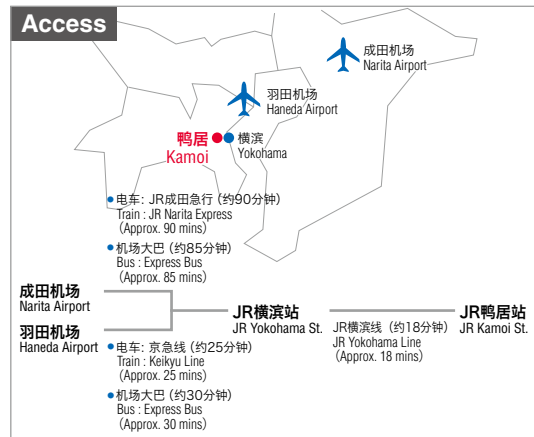 Access
成田机场
Narita Airport
羽田机场
Haneda Airport
鸭居
Kamoi
横滨
Yokohama
电车: JR成田急行 (约90分钟)
Train : JR Narita Express
(Approx. 90 mins)
机场大巴 (约85分钟)
Bus : Express Bus
(Approx. 85 mins)
成田机场
Narita Airport
羽田机场
Haneda Airport
JR横滨站
JR Yokohama St.
JR横滨线 (约18分钟)
JR Yokohama Line
(Approx. 18 mins)
JR鸭居站
JR Kamoi St.
电车: 京急线 (约25分钟)
Train : Keikyu Line
(Approx. 25 mins)
机场大巴 (约30分钟)
Bus : Express Bus
(Approx. 30 mins)